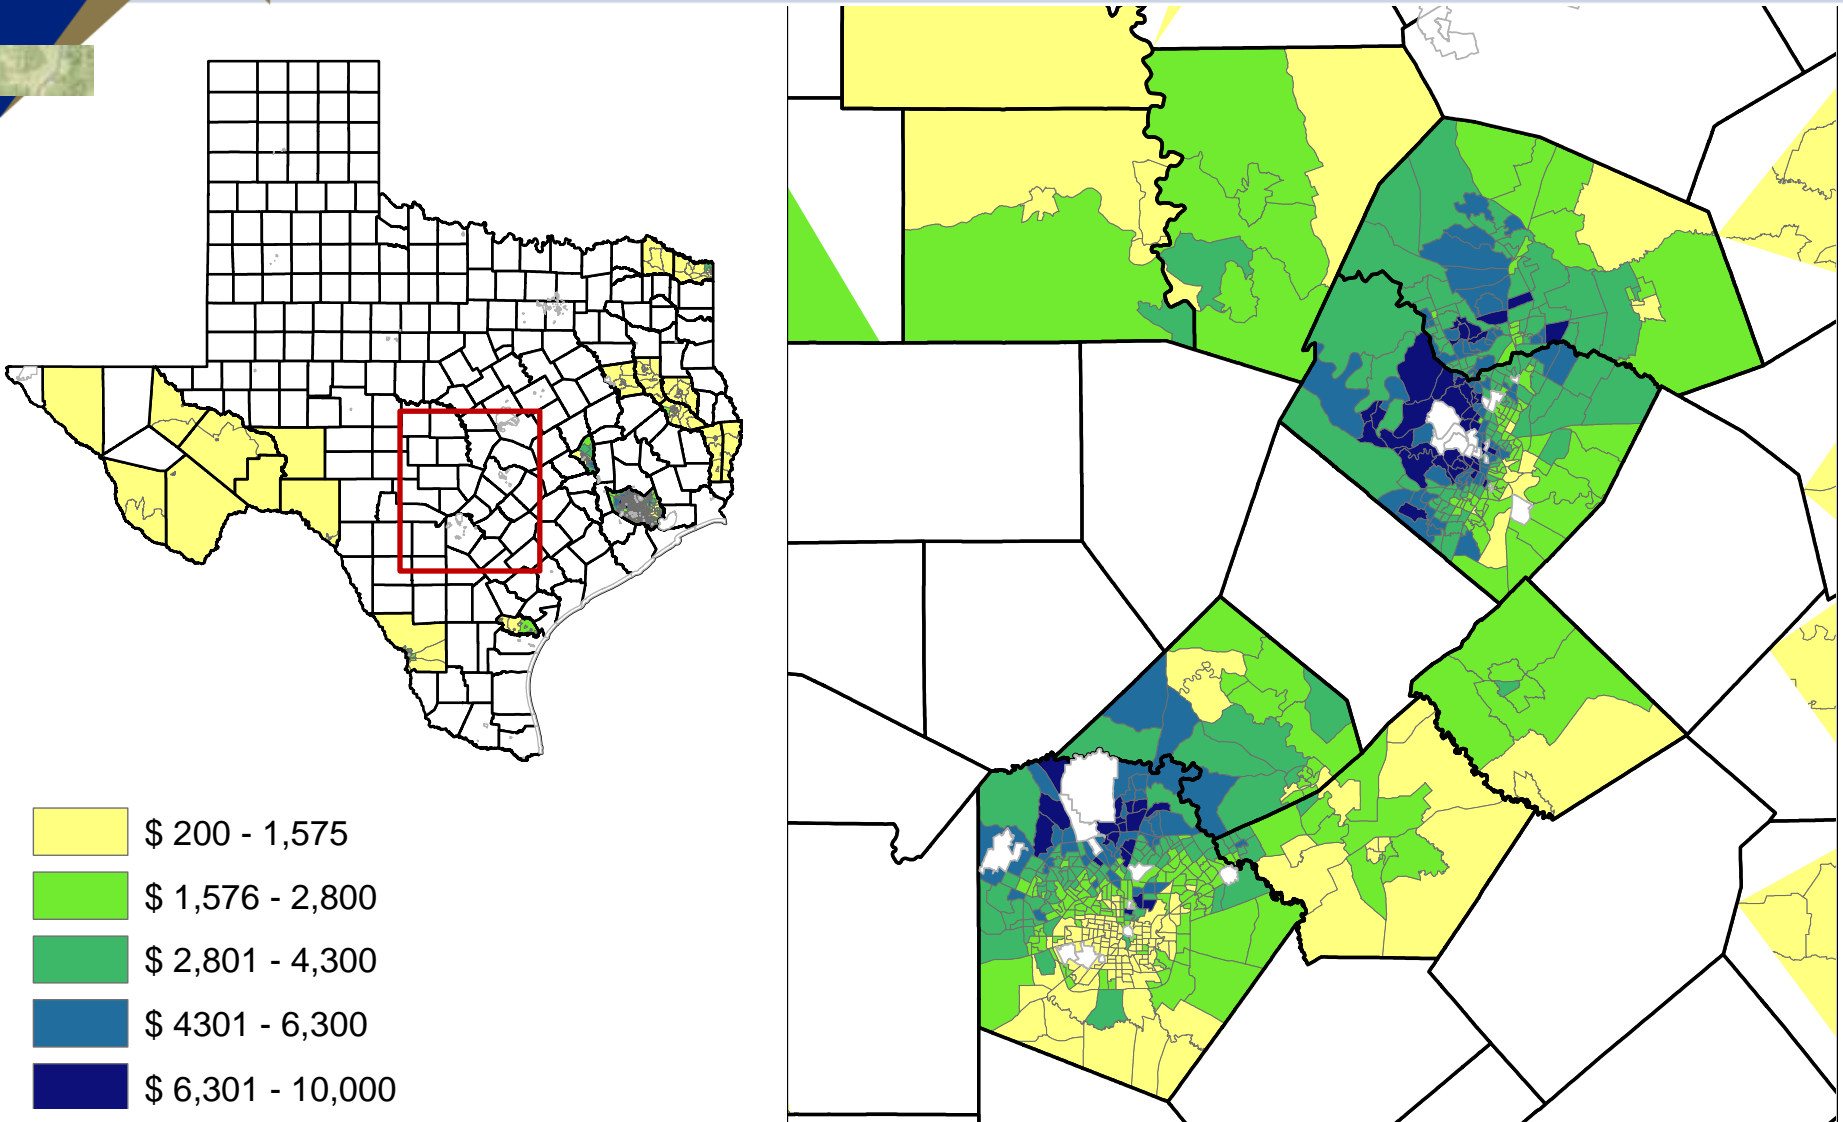 $ 200 - 1,575
$ 1,576 - 2,800
$ 2,801 - 4,300
$ 4301 - 6,300
$ 6,301 - 10,000